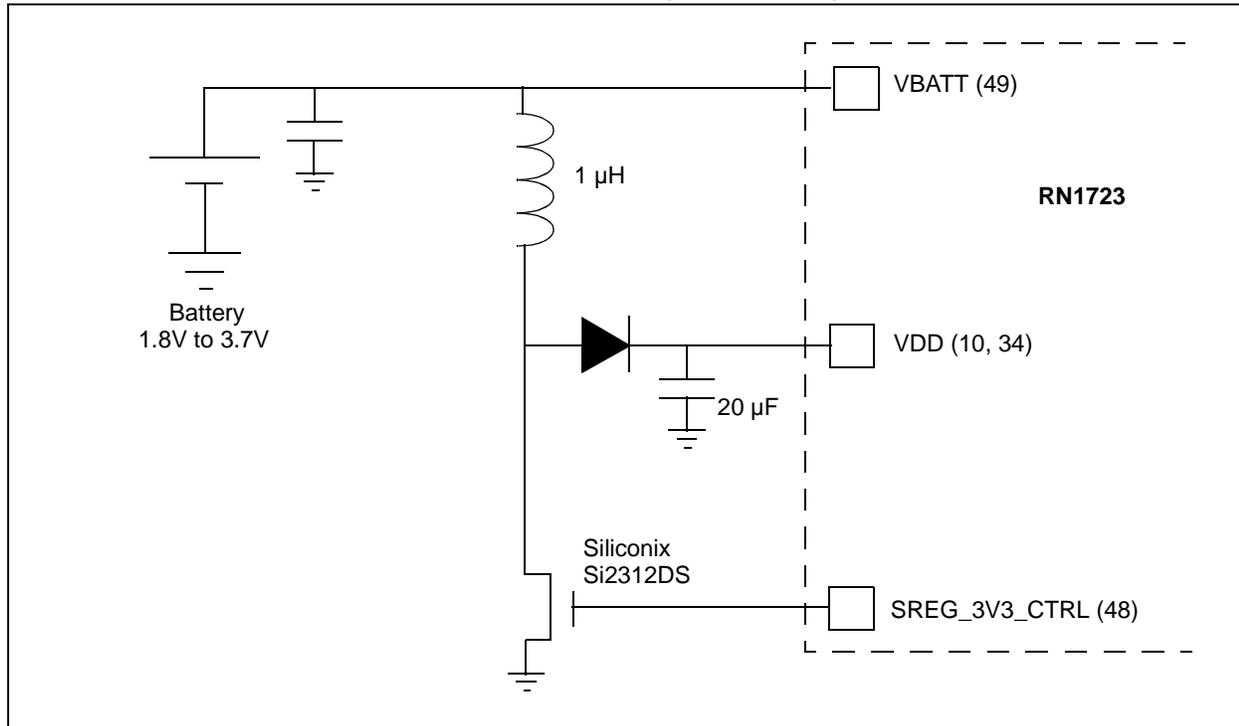 VBATT (49)
1 µH
RN1723
Battery
1.8V to 3.7V
VDD (10, 34)
20 µF
Siliconix
Si2312DS
SREG_3V3_CTRL (48)